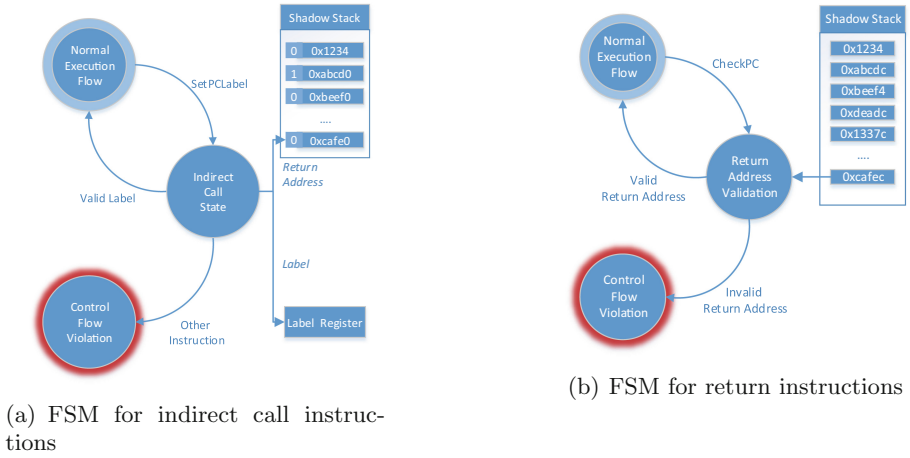 Normal
Execution
Flow
SetPCLabel
Shadow Stack
0 0x1234
1 0xabcd0
0 0xbeef0
....
0 0xcafe0
Return
Address
Indirect
Call
State
Valid Label
Label
Control
Flow
Violation
Other
Instruction
Label Register
(a) FSM for indirect call instruc-
tions
Normal
Execution
Flow
CheckPC
Shadow Stack
0x1234
0xabcdc
0xbeef4
0xdeadc
0x1337c
....
0xcafec
Return
Address
Validation
Valid
Return Address
Control
Flow
Violation
Invalid
Return Address
(b) FSM for return instructions